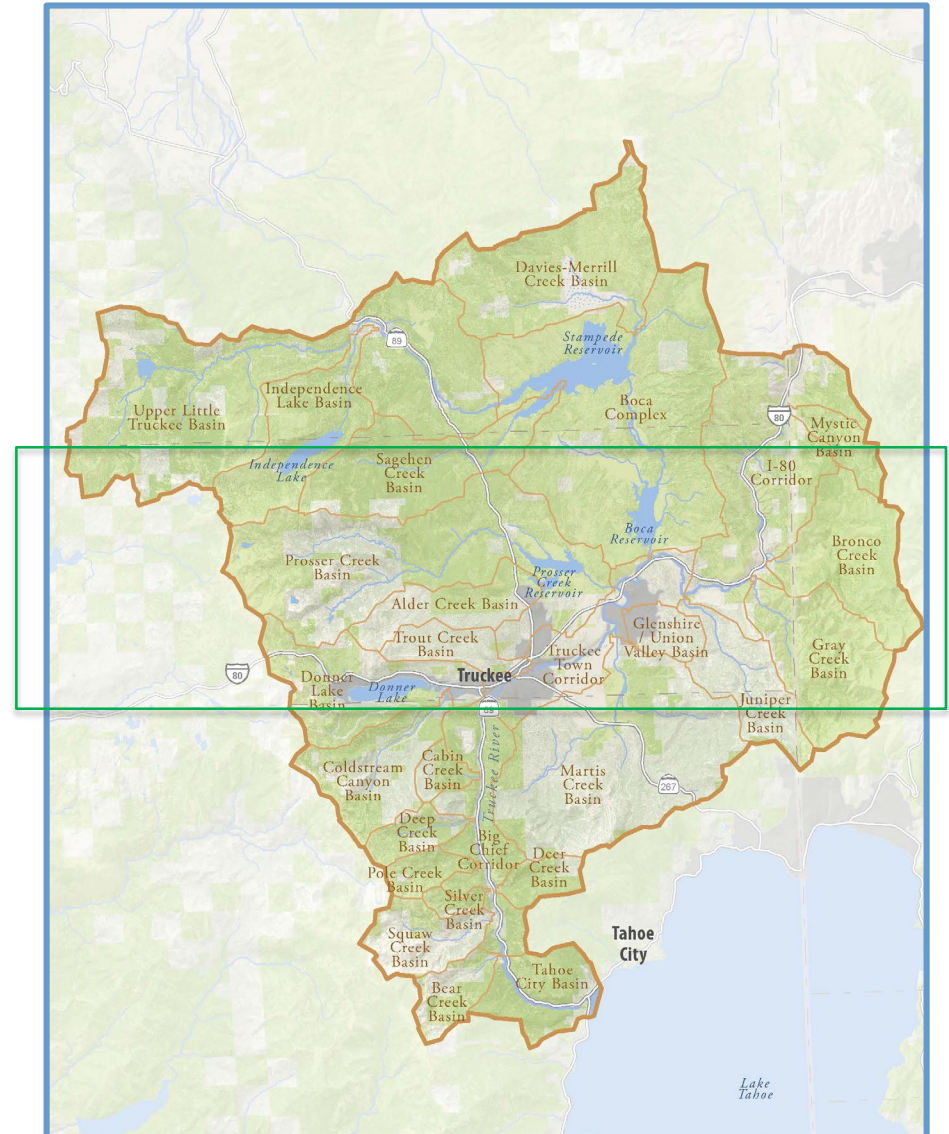 Davies-Merrill
Creek Basin
Stampede
Reservoir
89
Independence
Lake Basin
Boca
Complex
Upper Little
Truckee Basin
80
Mystic
Canyon
Basin
Independence
Lake
Sagehen
Creek
Basin
I-80
Corridor
Boca
Reservoir
Bronco
Creek
Basin
Prosser Creek
Basin
Prosser
Creek
Reservoir
Alder Creek Basin
Trout Creek
Basin
Glenshire
/ Union
Valley Basin
Truckee
Town
Corridor
Gray
Creek
Basin
80
Donner
Lake
Basin
Donner
Lake
Truckee
Juniper
Creek
Basin
89
Truckee River
Coldstream
Canyon
Basin
Cabin
Creek
Basin
Martis
Creek
Basin
267
Deep
Creek
Basin
Big
Chief
Corridor
Deer
Creek
Basin
Pole Creek
Basin
Silver
Creek
Basin
Squaw
Creek
Basin
Tahoe
City
Tahoe
City Basin
Bear
Creek
Basin
Lake
Tahoe